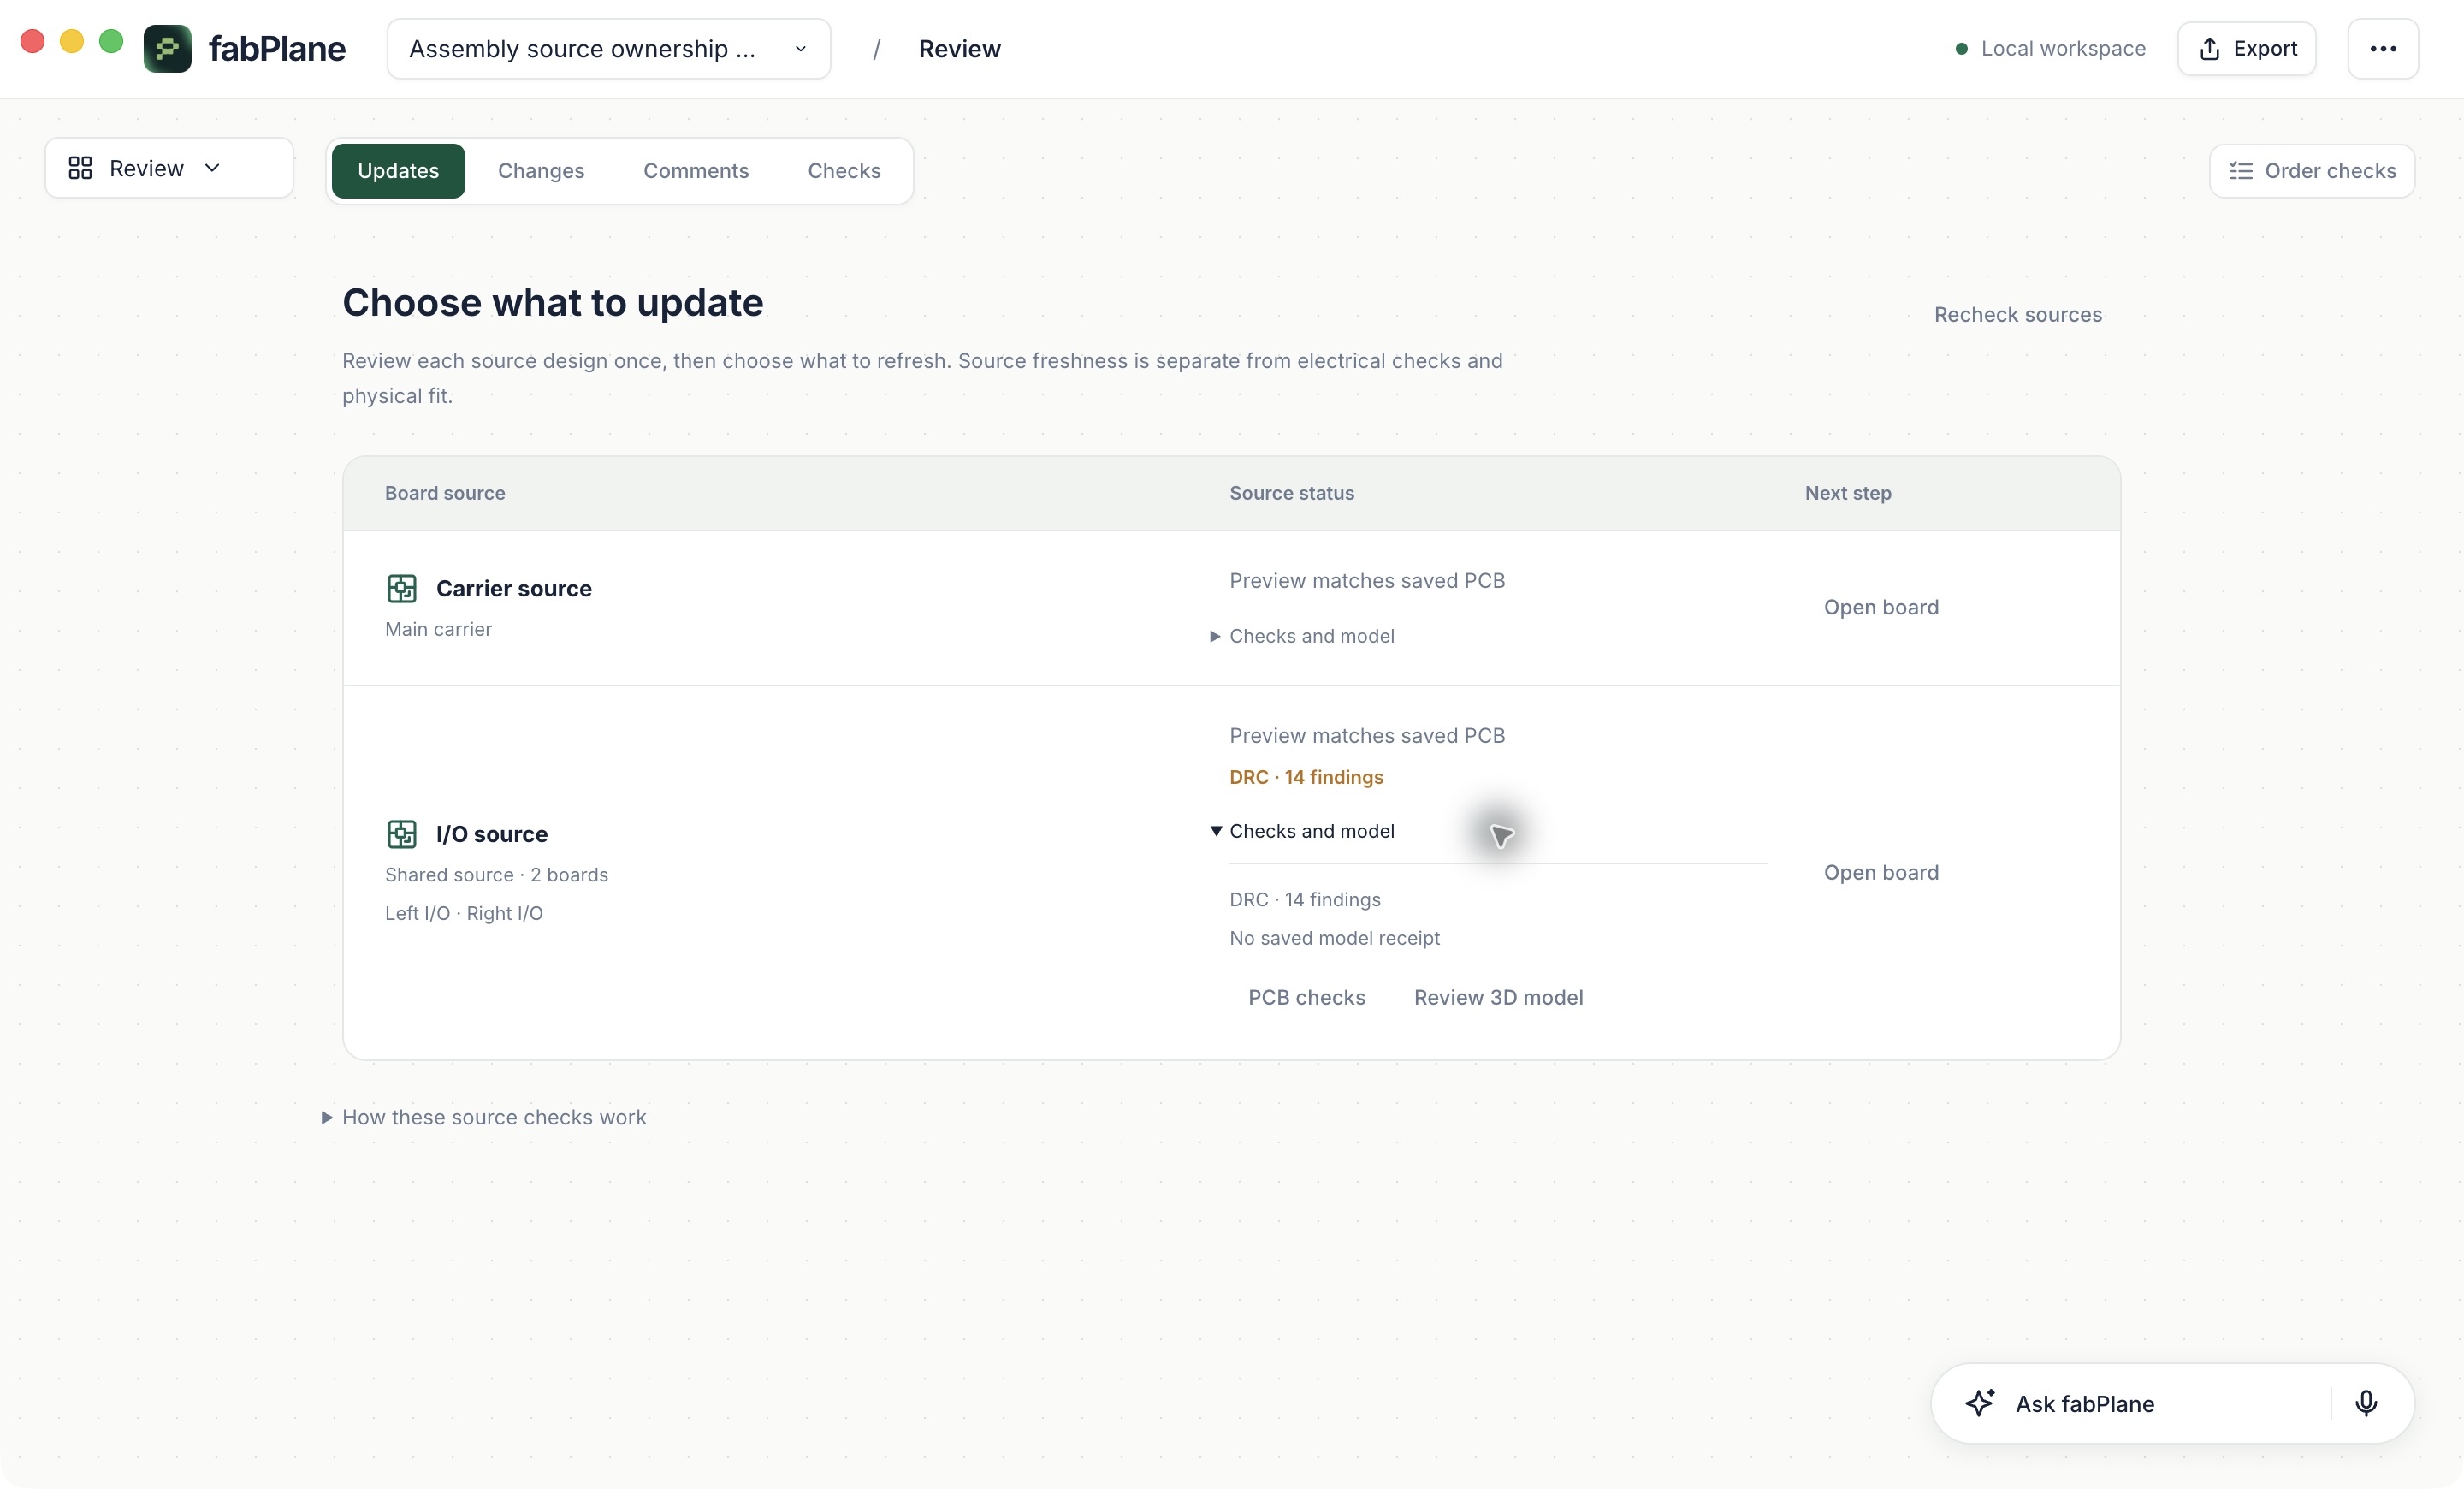 fabPlane
Assembly source ownership ...
/
Review
Local workspace
Export
Review
Updates
Changes
Comments
Checks
Order checks
Choose what to update
Recheck sources
Review each source design once, then choose what to refresh. Source freshness is separate from electrical checks and
physical fit.
Board source
Source status
Next step
Carrier source
Main carrier
Preview matches saved PCB
Checks and model
Open board
I/O source
Shared source · 2 boards
Left I/O · Right I/O
Preview matches saved PCB
DRC · 14 findings
Checks and model
DRC · 14 findings
No saved model receipt
PCB checks
Review 3D model
Open board
How these source checks work
Ask fabPlane